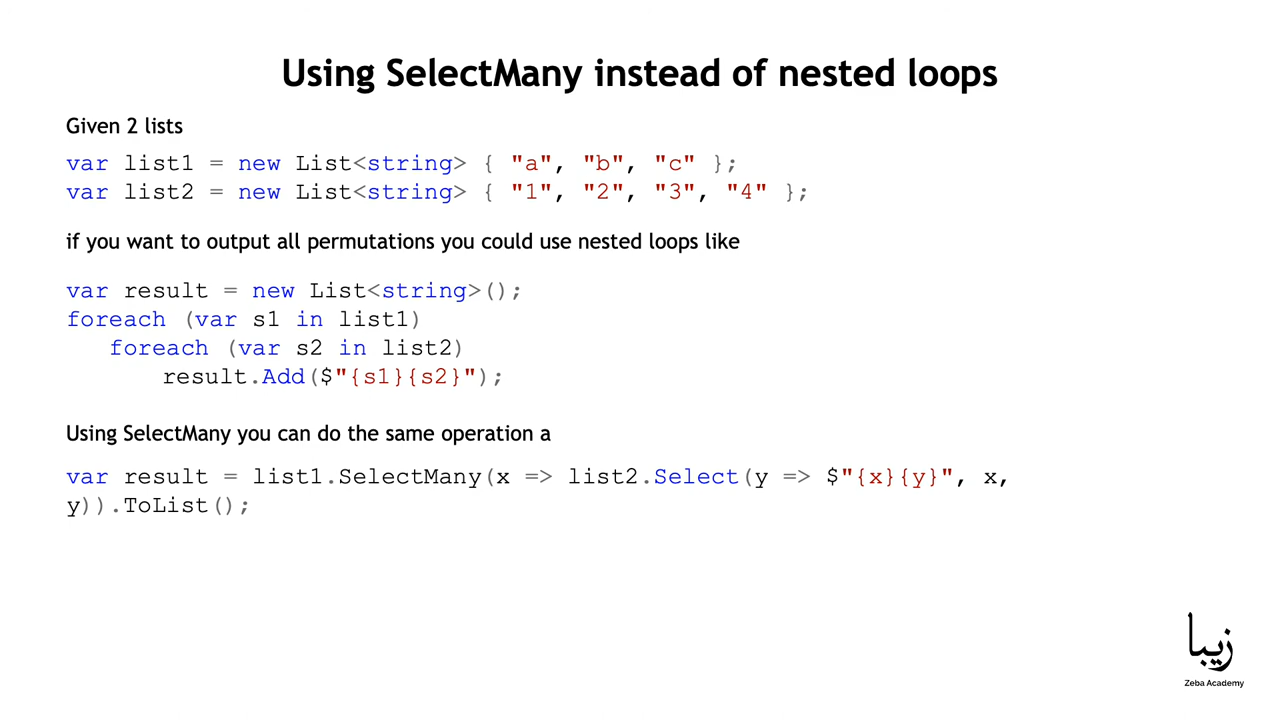 Using SelectMany instead of nested loops
Given 2 lists
var list1 = new List<string> { "a", "b", "c" };
var list2 = new List<string> { "1", "2", "3", "4" };
if you want to output all permutations you could use nested loops like
var result = new List<string>();
foreach (var s1 in list1)
foreach (var s2 in list2)
result.Add($"{s1}{s2}");
Using SelectMany you can do the same operation a
var result = list1.SelectMany(x => list2.Select(y => $"{x}{y}", x,
y)).ToList();
زيبا
Zeba Academy